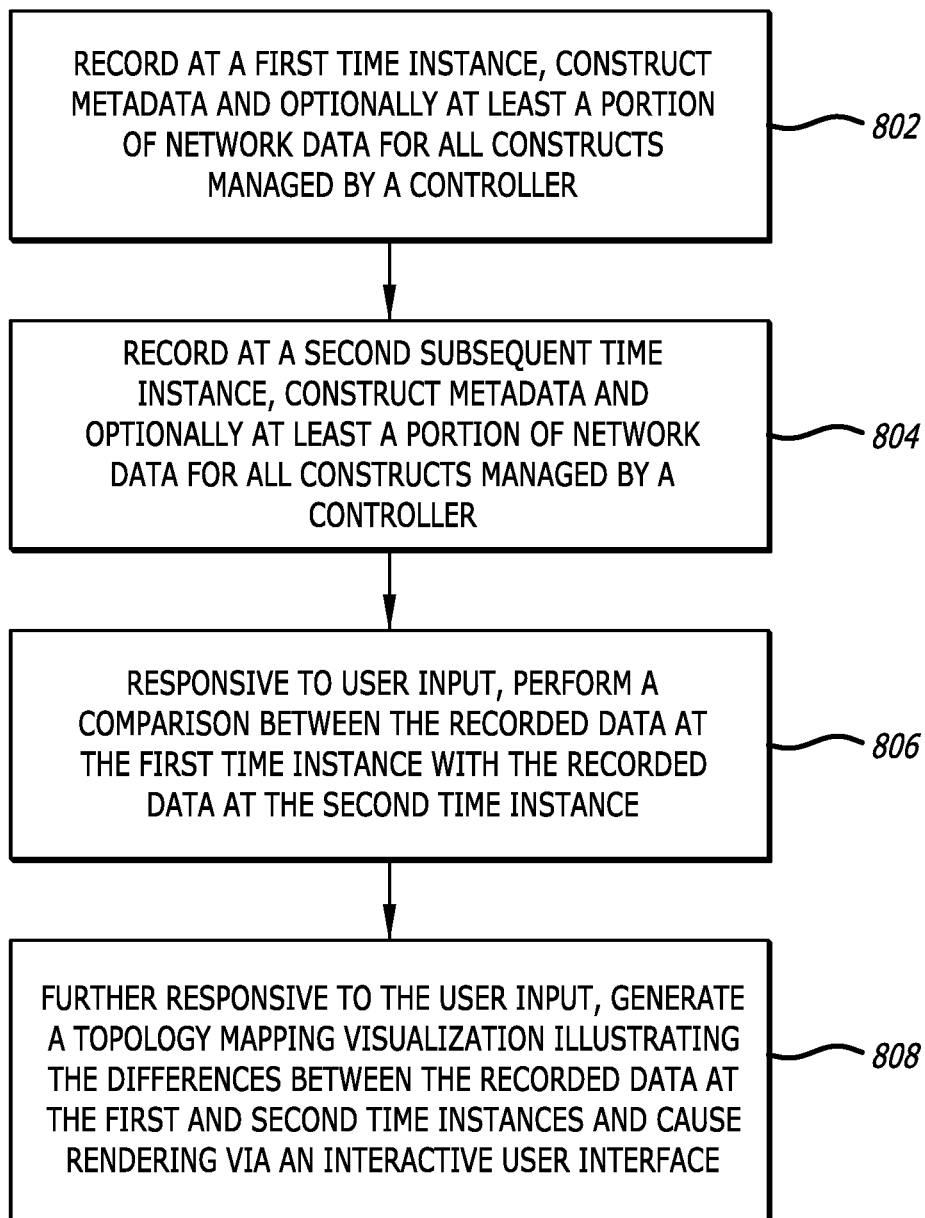 RECORD AT A FIRST TIME INSTANCE, CONSTRUCT
METADATA AND OPTIONALLY AT LEAST A PORTION
OF NETWORK DATA FOR ALL CONSTRUCTS
MANAGED BY A CONTROLLER
802
RECORD AT A SECOND SUBSEQUENT TIME
INSTANCE, CONSTRUCT METADATA AND
OPTIONALLY AT LEAST A PORTION OF NETWORK
DATA FOR ALL CONSTRUCTS MANAGED BY A
CONTROLLER
804
RESPONSIVE TO USER INPUT, PERFORM A
COMPARISON BETWEEN THE RECORDED DATA AT
THE FIRST TIME INSTANCE WITH THE RECORDED
DATA AT THE SECOND TIME INSTANCE
806
FURTHER RESPONSIVE TO THE USER INPUT, GENERATE
A TOPOLOGY MAPPING VISUALIZATION ILLUSTRATING
THE DIFFERENCES BETWEEN THE RECORDED DATA AT
THE FIRST AND SECOND TIME INSTANCES AND CAUSE
RENDERING VIA AN INTERACTIVE USER INTERFACE
808